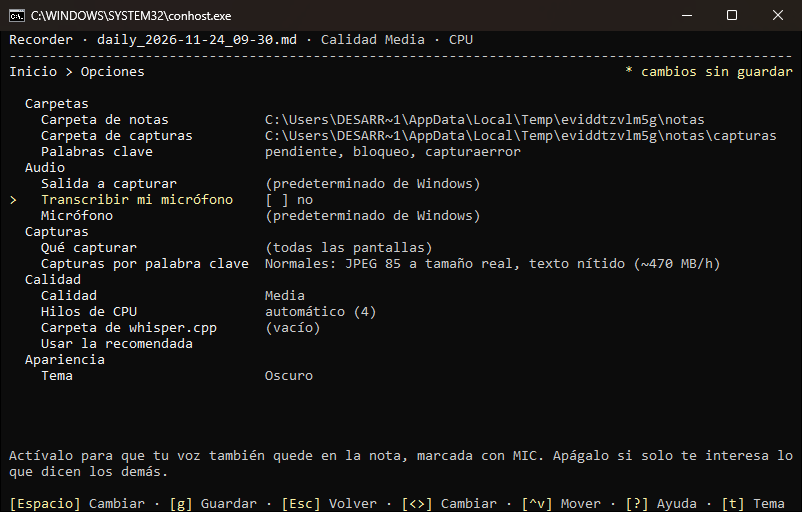 C:\WINDOWS\SYSTEM32\conhost.exe
Recorder · daily_2026-11-24_09-30.md · Calidad Media · CPU
Inicio > Opciones * cambios sin guardar
Carpetas
Carpeta de notas C:\Users\DESARR~1\AppData\Local\Temp\eviddtzvlm5g\notas
Carpeta de capturas C:\Users\DESARR~1\AppData\Local\Temp\eviddtzvlm5g\notas\capturas
Palabras clave pendiente, bloqueo, capturaerror
Audio
Salida a capturar (predeterminado de Windows)
> Transcribir mi micrófono [ ] no
Micrófono (predeterminado de Windows)
Capturas
Qué capturar (todas las pantallas)
Capturas por palabra clave Normales: JPEG 85 a tamaño real, texto nítido (~470 MB/h)
Calidad
Calidad Media
Hilos de CPU automático (4)
Carpeta de whisper.cpp (vacío)
Usar la recomendada
Apariencia
Tema Oscuro
Actívalo para que tu voz también quede en la nota, marcada con MIC. Apágalo si solo te interesa lo
que dicen los demás.
[Espacio] Cambiar · [g] Guardar · [Esc] Volver · [<>] Cambiar · [^v] Mover · [?] Ayuda · [t] Tema